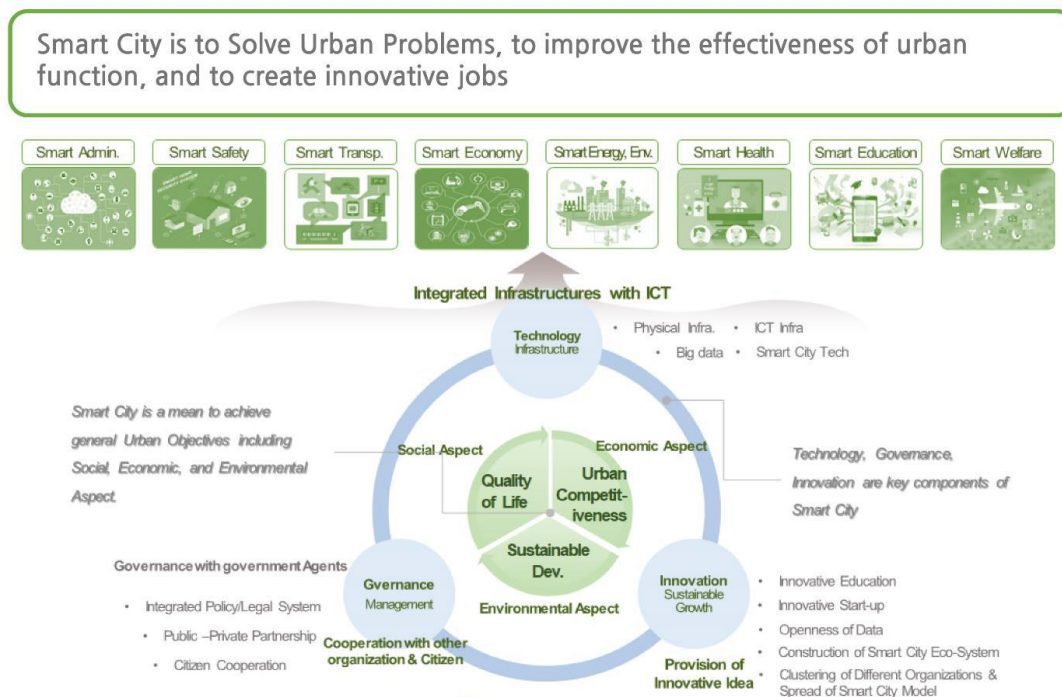 Smart City is to Solve Urban Problems, to improve the effectiveness of urban
function, and to create innovative jobs
Smart Admin.
Smart Safety
Smart Transp.
Smart Economy
Smart Energy, Env.
Smart Health
Smart Education
Smart Welfare
Integrated Infrastructures with ICT
Technology
Infrastructure
• Physical Infra. • ICT Infra
• Big data • Smart City Tech
Smart City is a mean to achieve
general Urban Objectives including
Social, Economic, and Environmental
Aspect.
Social Aspect
Economic Aspect
Quality
of Life
Urban
Competit-
iveness
Sustainable
Dev.
Environmental Aspect
Technology, Governance,
Innovation are key components of
Smart City
Governance with government Agents
• Integrated Policy/Legal System
• Public –Private Partnership
• Citizen Cooperation
Gvernance
Management
Cooperation with other
organization & Citizen
Innovation
Sustainable
Growth
Provision of
Innovative Idea
• Innovative Education
• Innovative Start-up
• Openness of Data
• Construction of Smart City Eco-System
• Clustering of Different Organizations &
Spread of Smart City Model